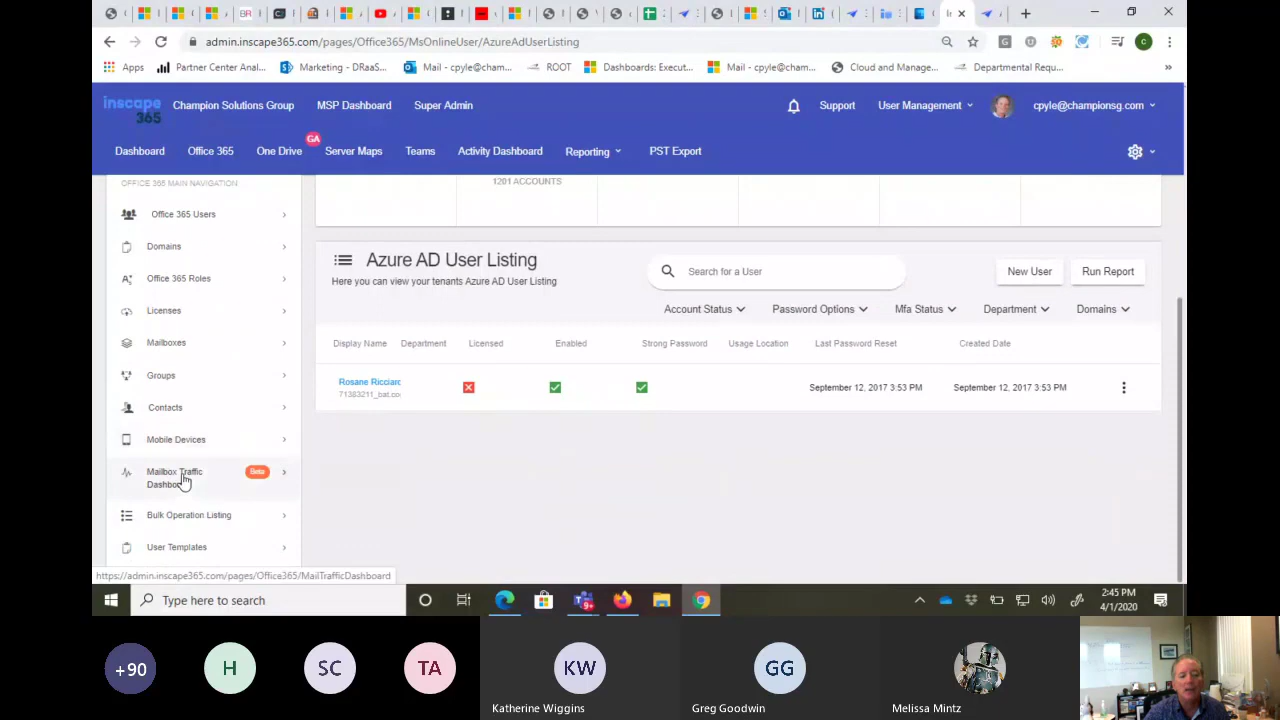 admin.inscape365.com/pages/Office365/MsOnlineUser/AzureAdUserListing
Apps
Partner Center Anal...
Marketing - DRaaS...
Mail - cpyle@cham...
ROOT
Dashboards: Execut...
Mail - cpyle@cham...
Cloud and Manage...
Departmental Requ...
inscape
365
Champion Solutions Group
MSP Dashboard
Super Admin
Support
User Management
cpyle@championsg.com
Dashboard
Office 365
One Drive
GA
Server Maps
Teams
Activity Dashboard
Reporting
PST Export
OFFICE 365 MAIN NAVIGATION
Office 365 Users
Domains
Office 365 Roles
Licenses
Mailboxes
Groups
Contacts
Mobile Devices
Mailbox Traffic
Beta
Bulk Operation Listing
User Templates
1201 ACCOUNTS
Azure AD User Listing
Here you can view your tenants Azure AD User Listing
Search for a User
New User
Run Report
Account Status
Password Options
Mfa Status
Department
Domains
Display Name
Department
Licensed
Enabled
Strong Password
Usage Location
Last Password Reset
Created Date
Rosane Ricciard
71383211_bat.co
September 12, 2017 3:53 PM
September 12, 2017 3:53 PM
https://admin.inscape365.com/pages/Office365/MailTrafficDashboard
Type here to search
2:45 PM
4/1/2020
+90
H
SC
TA
KW
GG
Katherine Wiggins
Greg Goodwin
Melissa Mintz